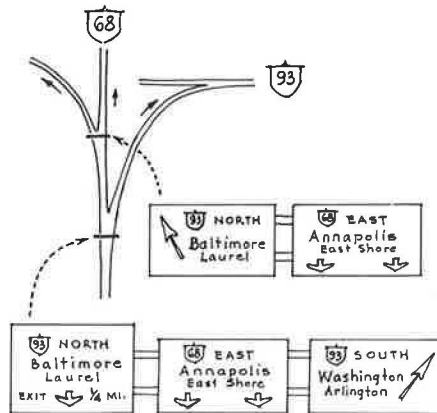 68
93
93 NORTH
Baltimore
Laurel
68 EAST
Annapolis
East Shore
93 NORTH
Baltimore
Laurel
EXIT ¼ MI.
68 EAST
Annapolis
East Shore
93 SOUTH
Washington
Arlington